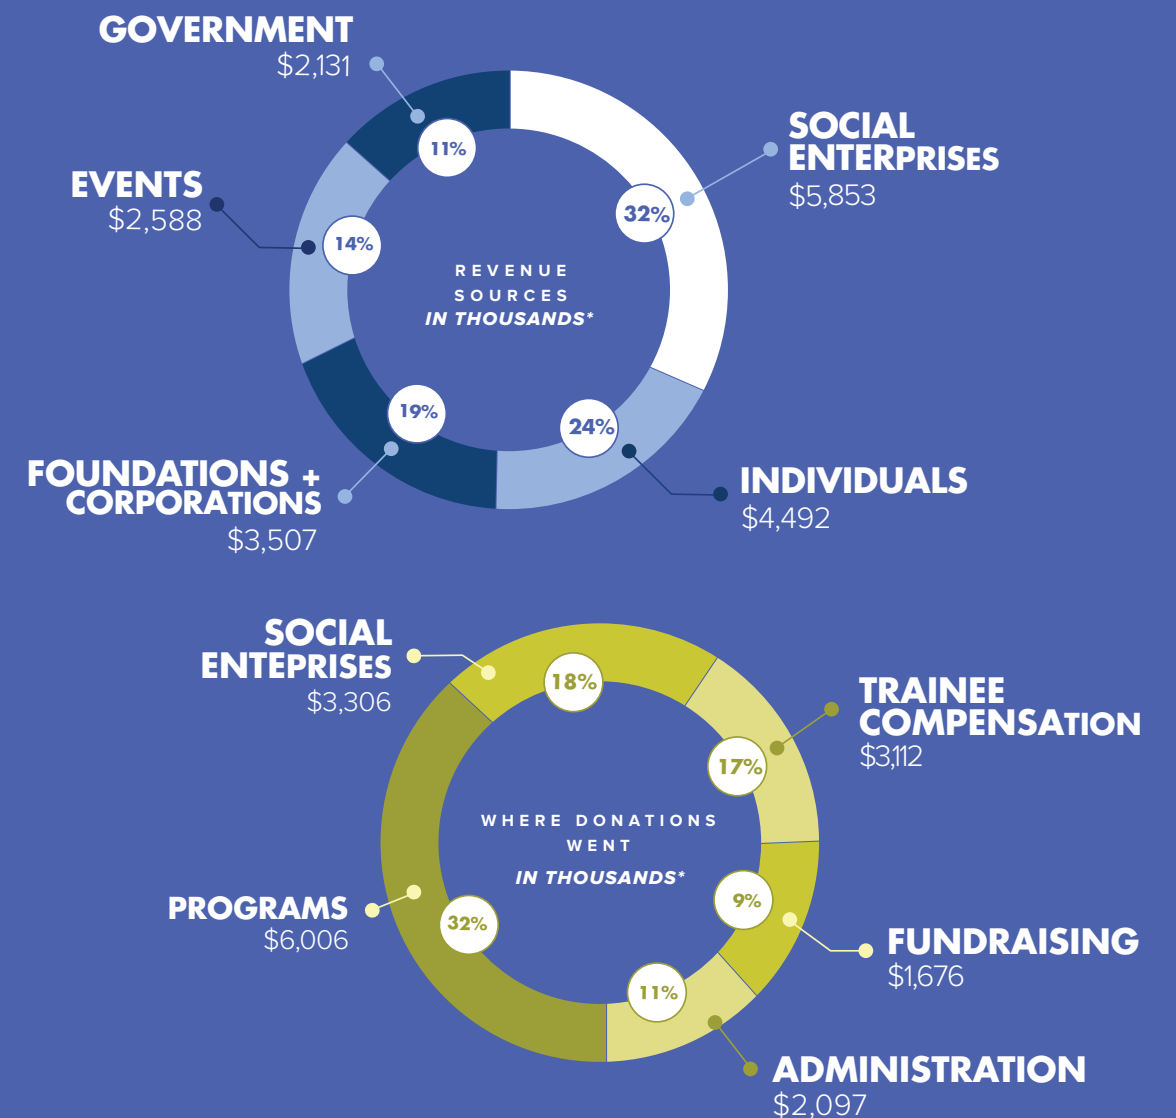 GOVERNMENT
$2,131
11%
SOCIAL
ENTERPRISES
$5,853
32%
EVENTS
$2,588
14%
REVENUE
SOURCES
IN THOUSANDS*
19%
24%
FOUNDATIONS +
CORPORATIONS
$3,507
INDIVIDUALS
$4,492
SOCIAL
ENTEPRISES
$3,306
18%
TRAINEE
COMPENSATION
$3,112
17%
WHERE DONATIONS
WENT
IN THOUSANDS*
PROGRAMS
$6,006
32%
9%
FUNDRAISING
$1,676
11%
ADMINISTRATION
$2,097